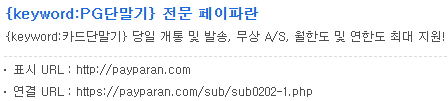 {keyword:PG단말기} 전문 페이파란
{keyword:카드단말기} 당일 개통 및 발송, 무상 A/S, 월한도 및 연한도 최대 지원!
· 표시 URL : http://payparan.com
· 연결 URL : https://payparan.com/sub/sub0202-1.php